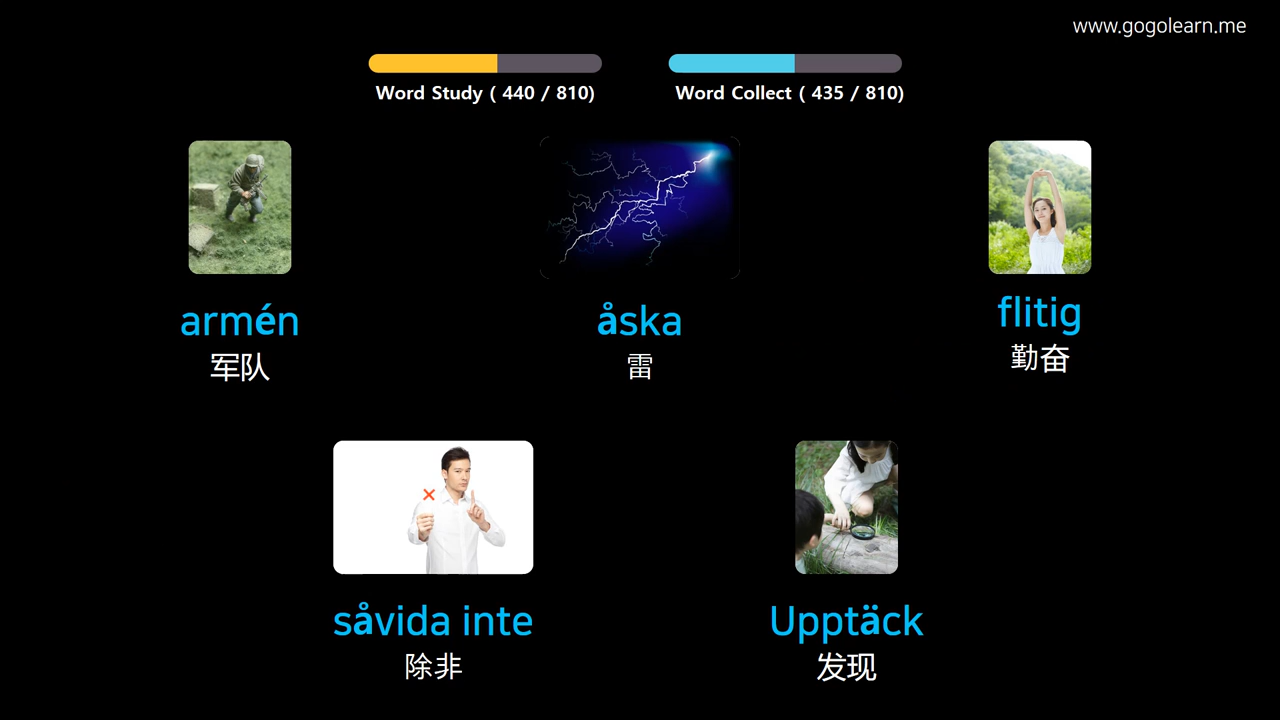 www.gogolearn.me
Word Study ( 440 / 810)
Word Collect ( 435 / 810)
armén
军队
åska
雷
flitig
勤奋
såvida inte
除非
Upptäck
发现